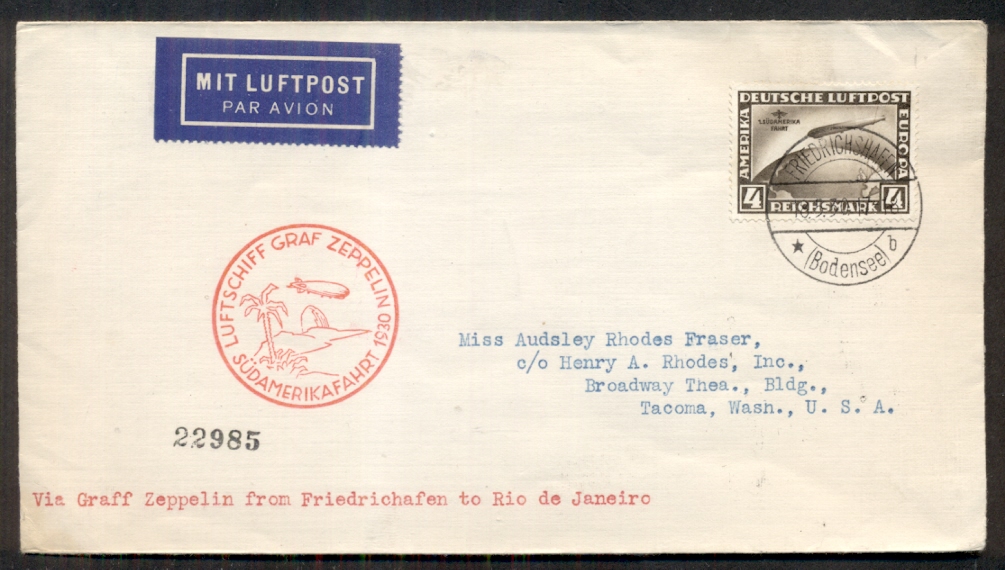 MIT LUFTPOST
PAR AVION
DEUTSCHE LUFTPOST
AMERIKA
EUROPA
1. SÜDAMERIKA
FAHRT
4 REICHSMARK 4
FRIEDRICHSHAFEN
(Bodensee) b
LUFTSCHIFF GRAF ZEPPELIN
SÜDAMERIKAFAHRT 1930
Miss Audsley Rhodes Fraser,
c/o Henry A. Rhodes, Inc.,
Broadway Thea., Bldg.,
Tacoma, Wash., U. S. A.
22985
Via Graff Zeppelin from Friedrichafen to Rio de Janeiro